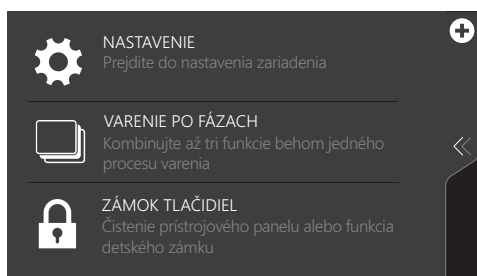 NASTAVENIE
Prejdite do nastavenia zariadenia
VARENIE PO FÁZACH
Kombinujte až tri funkcie behom jedného
procesu varenia
ZÁMOK TLAČIDIEL
Čistenie prístrojového panelu alebo funkcia
detského zámku